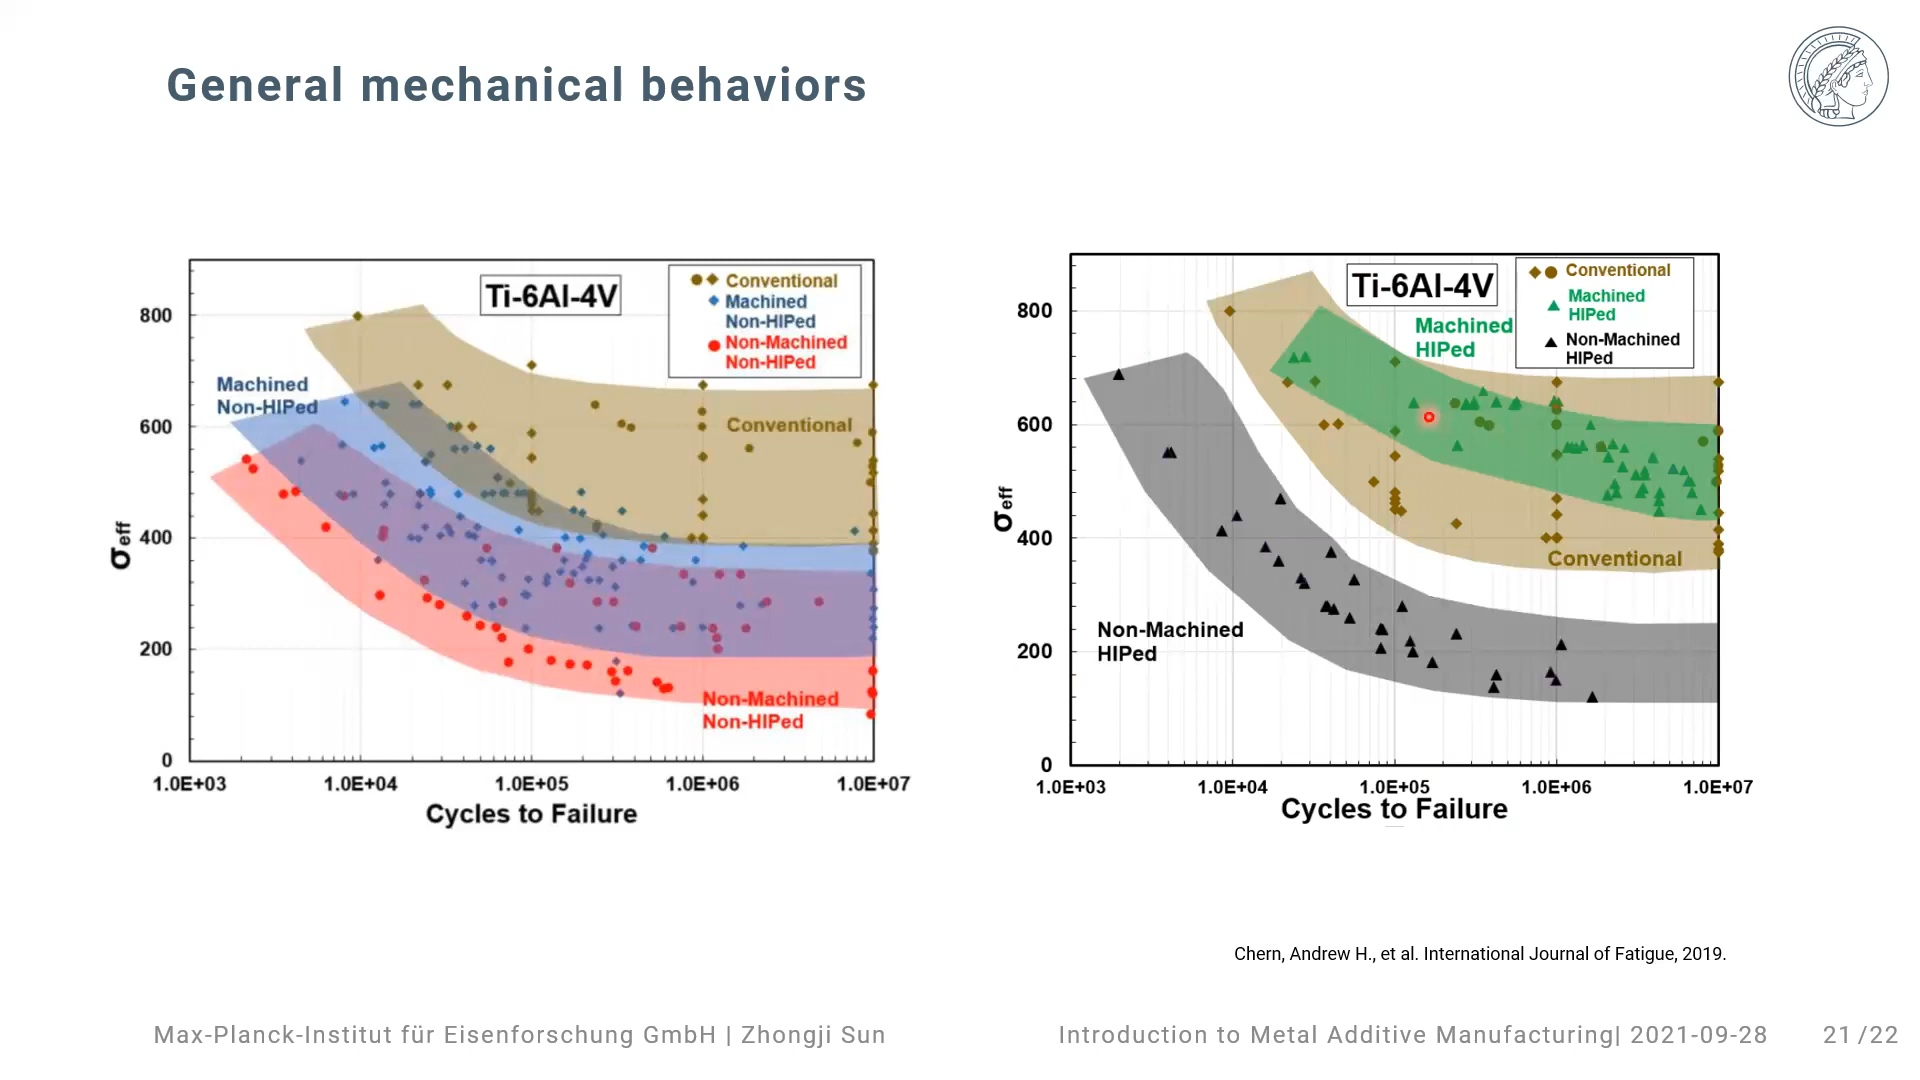 General mechanical behaviors
Ti-6Al-4V
Conventional
Machined
Non-HIPed
Non-Machined
Non-HIPed
Machined
Non-HIPed
Conventional
Non-Machined
Non-HIPed
800
600
400
200
0
σeff
1.0E+03
1.0E+04
1.0E+05
1.0E+06
1.0E+07
Cycles to Failure
Ti-6Al-4V
Conventional
Machined
HIPed
Non-Machined
HIPed
Machined
HIPed
Conventional
Non-Machined
HIPed
800
600
400
200
0
σeff
1.0E+03
1.0E+04
1.0E+05
1.0E+06
1.0E+07
Cycles to Failure
Chern, Andrew H., et al. International Journal of Fatigue, 2019.
Max-Planck-Institut für Eisenforschung GmbH | Zhongji Sun
Introduction to Metal Additive Manufacturing| 2021-09-28
21/22